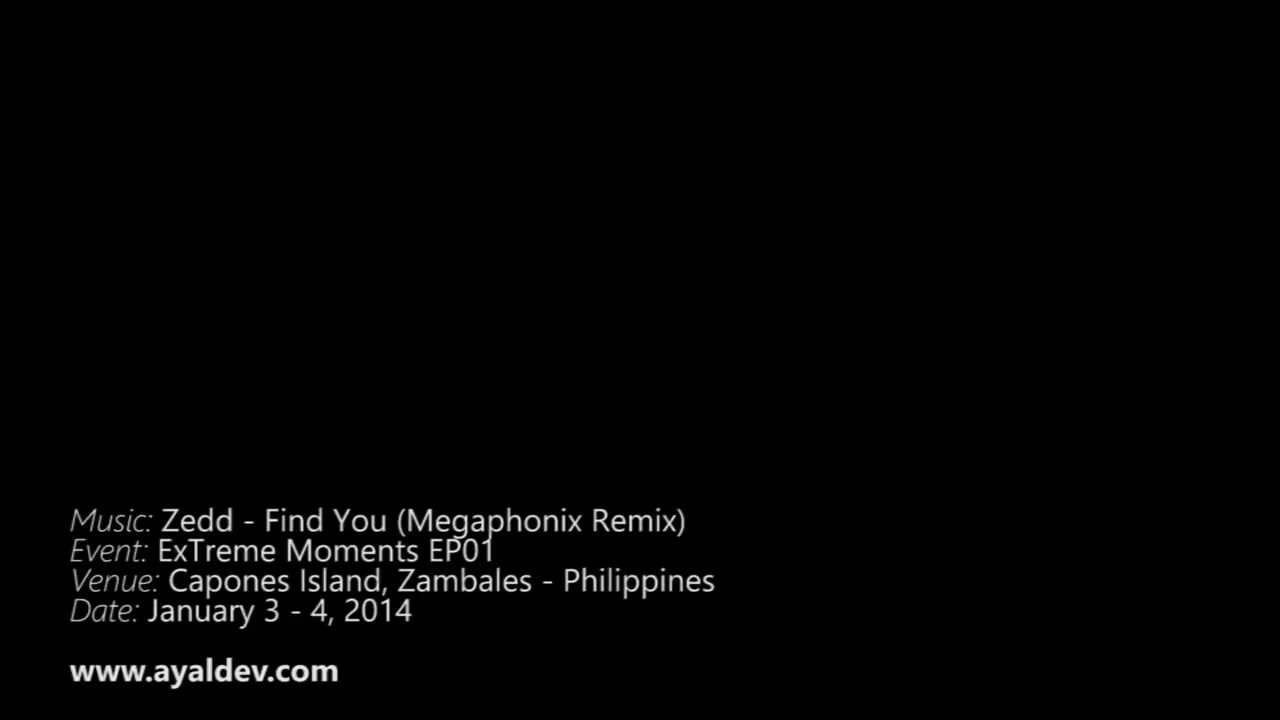 Music: Zedd - Find You (Megaphonix Remix)
Event: ExTreme Moments EP01
Venue: Capones Island, Zambales - Philippines
Date: January 3 - 4, 2014
www.ayaldev.com